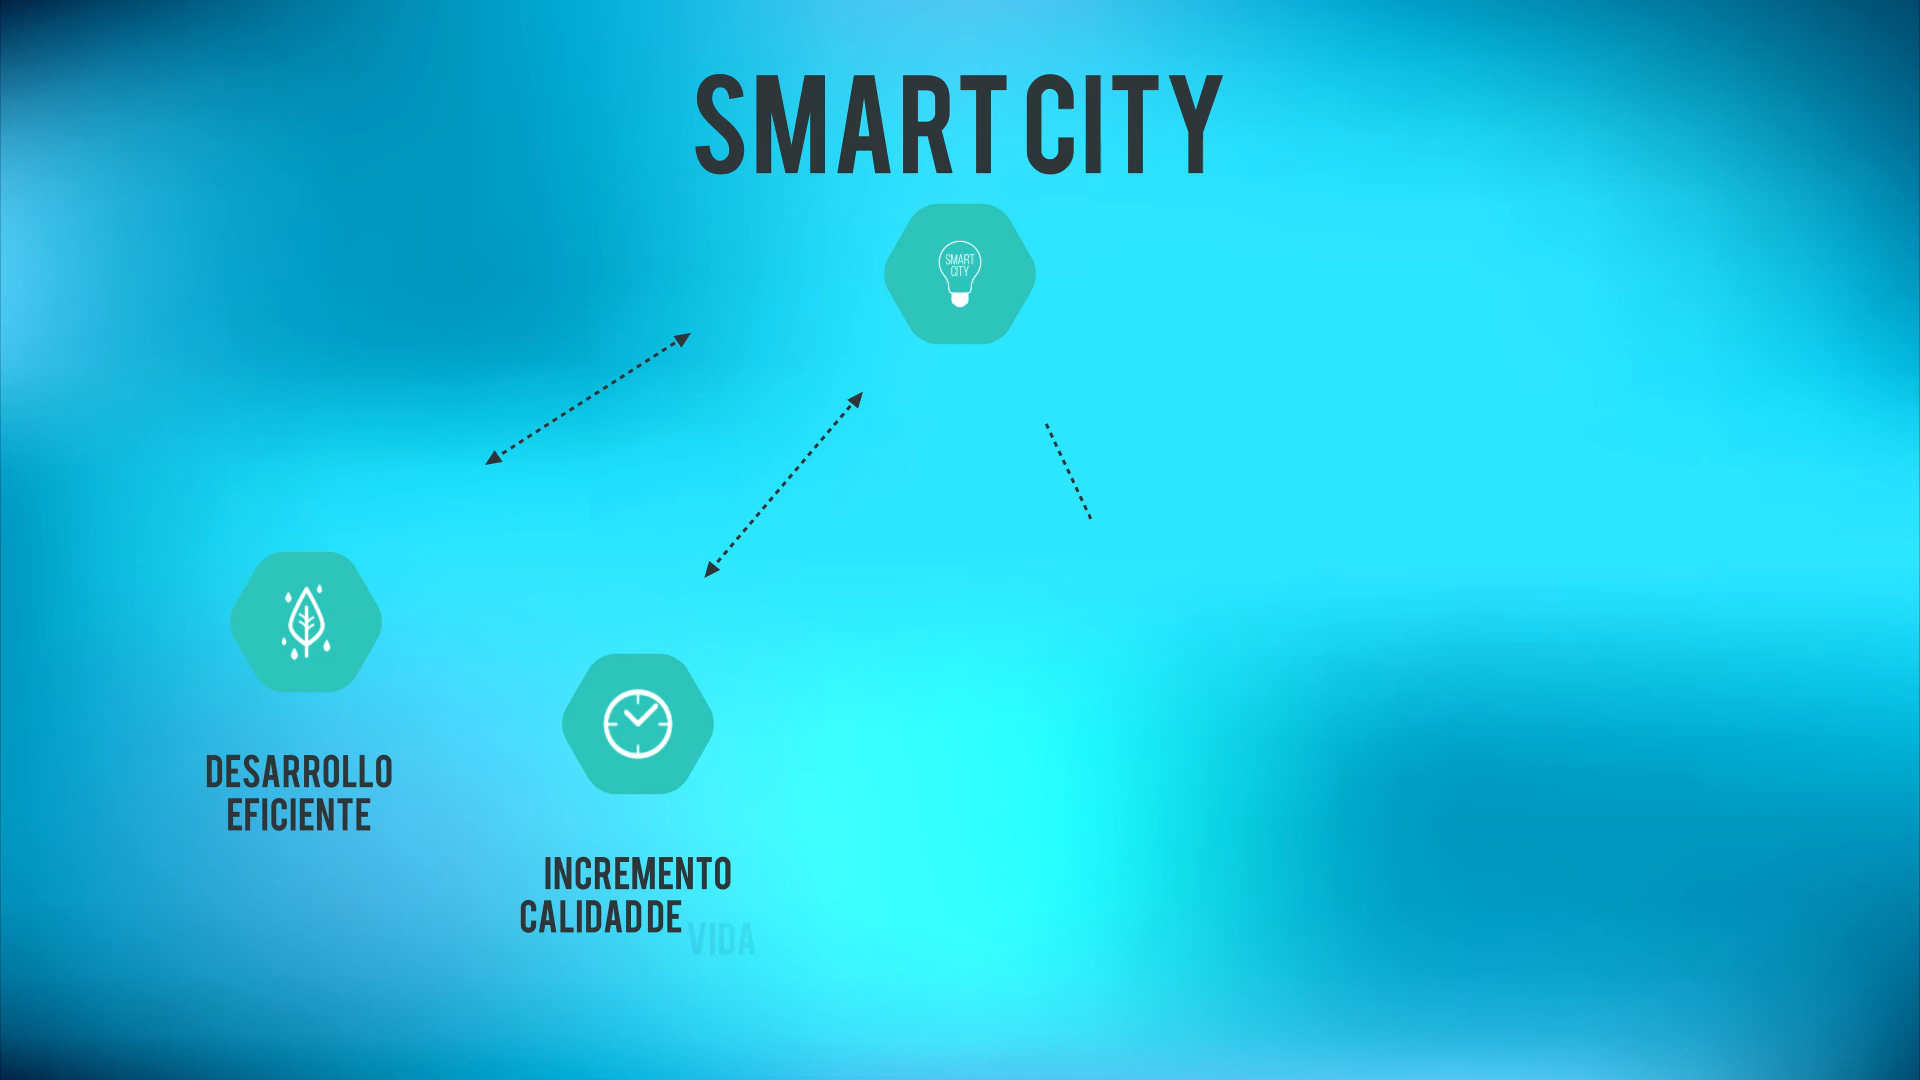 SMART CITY
SMART
CITY
DESARROLLO
EFICIENTE
INCREMENTO
CALIDAD DE VIDA